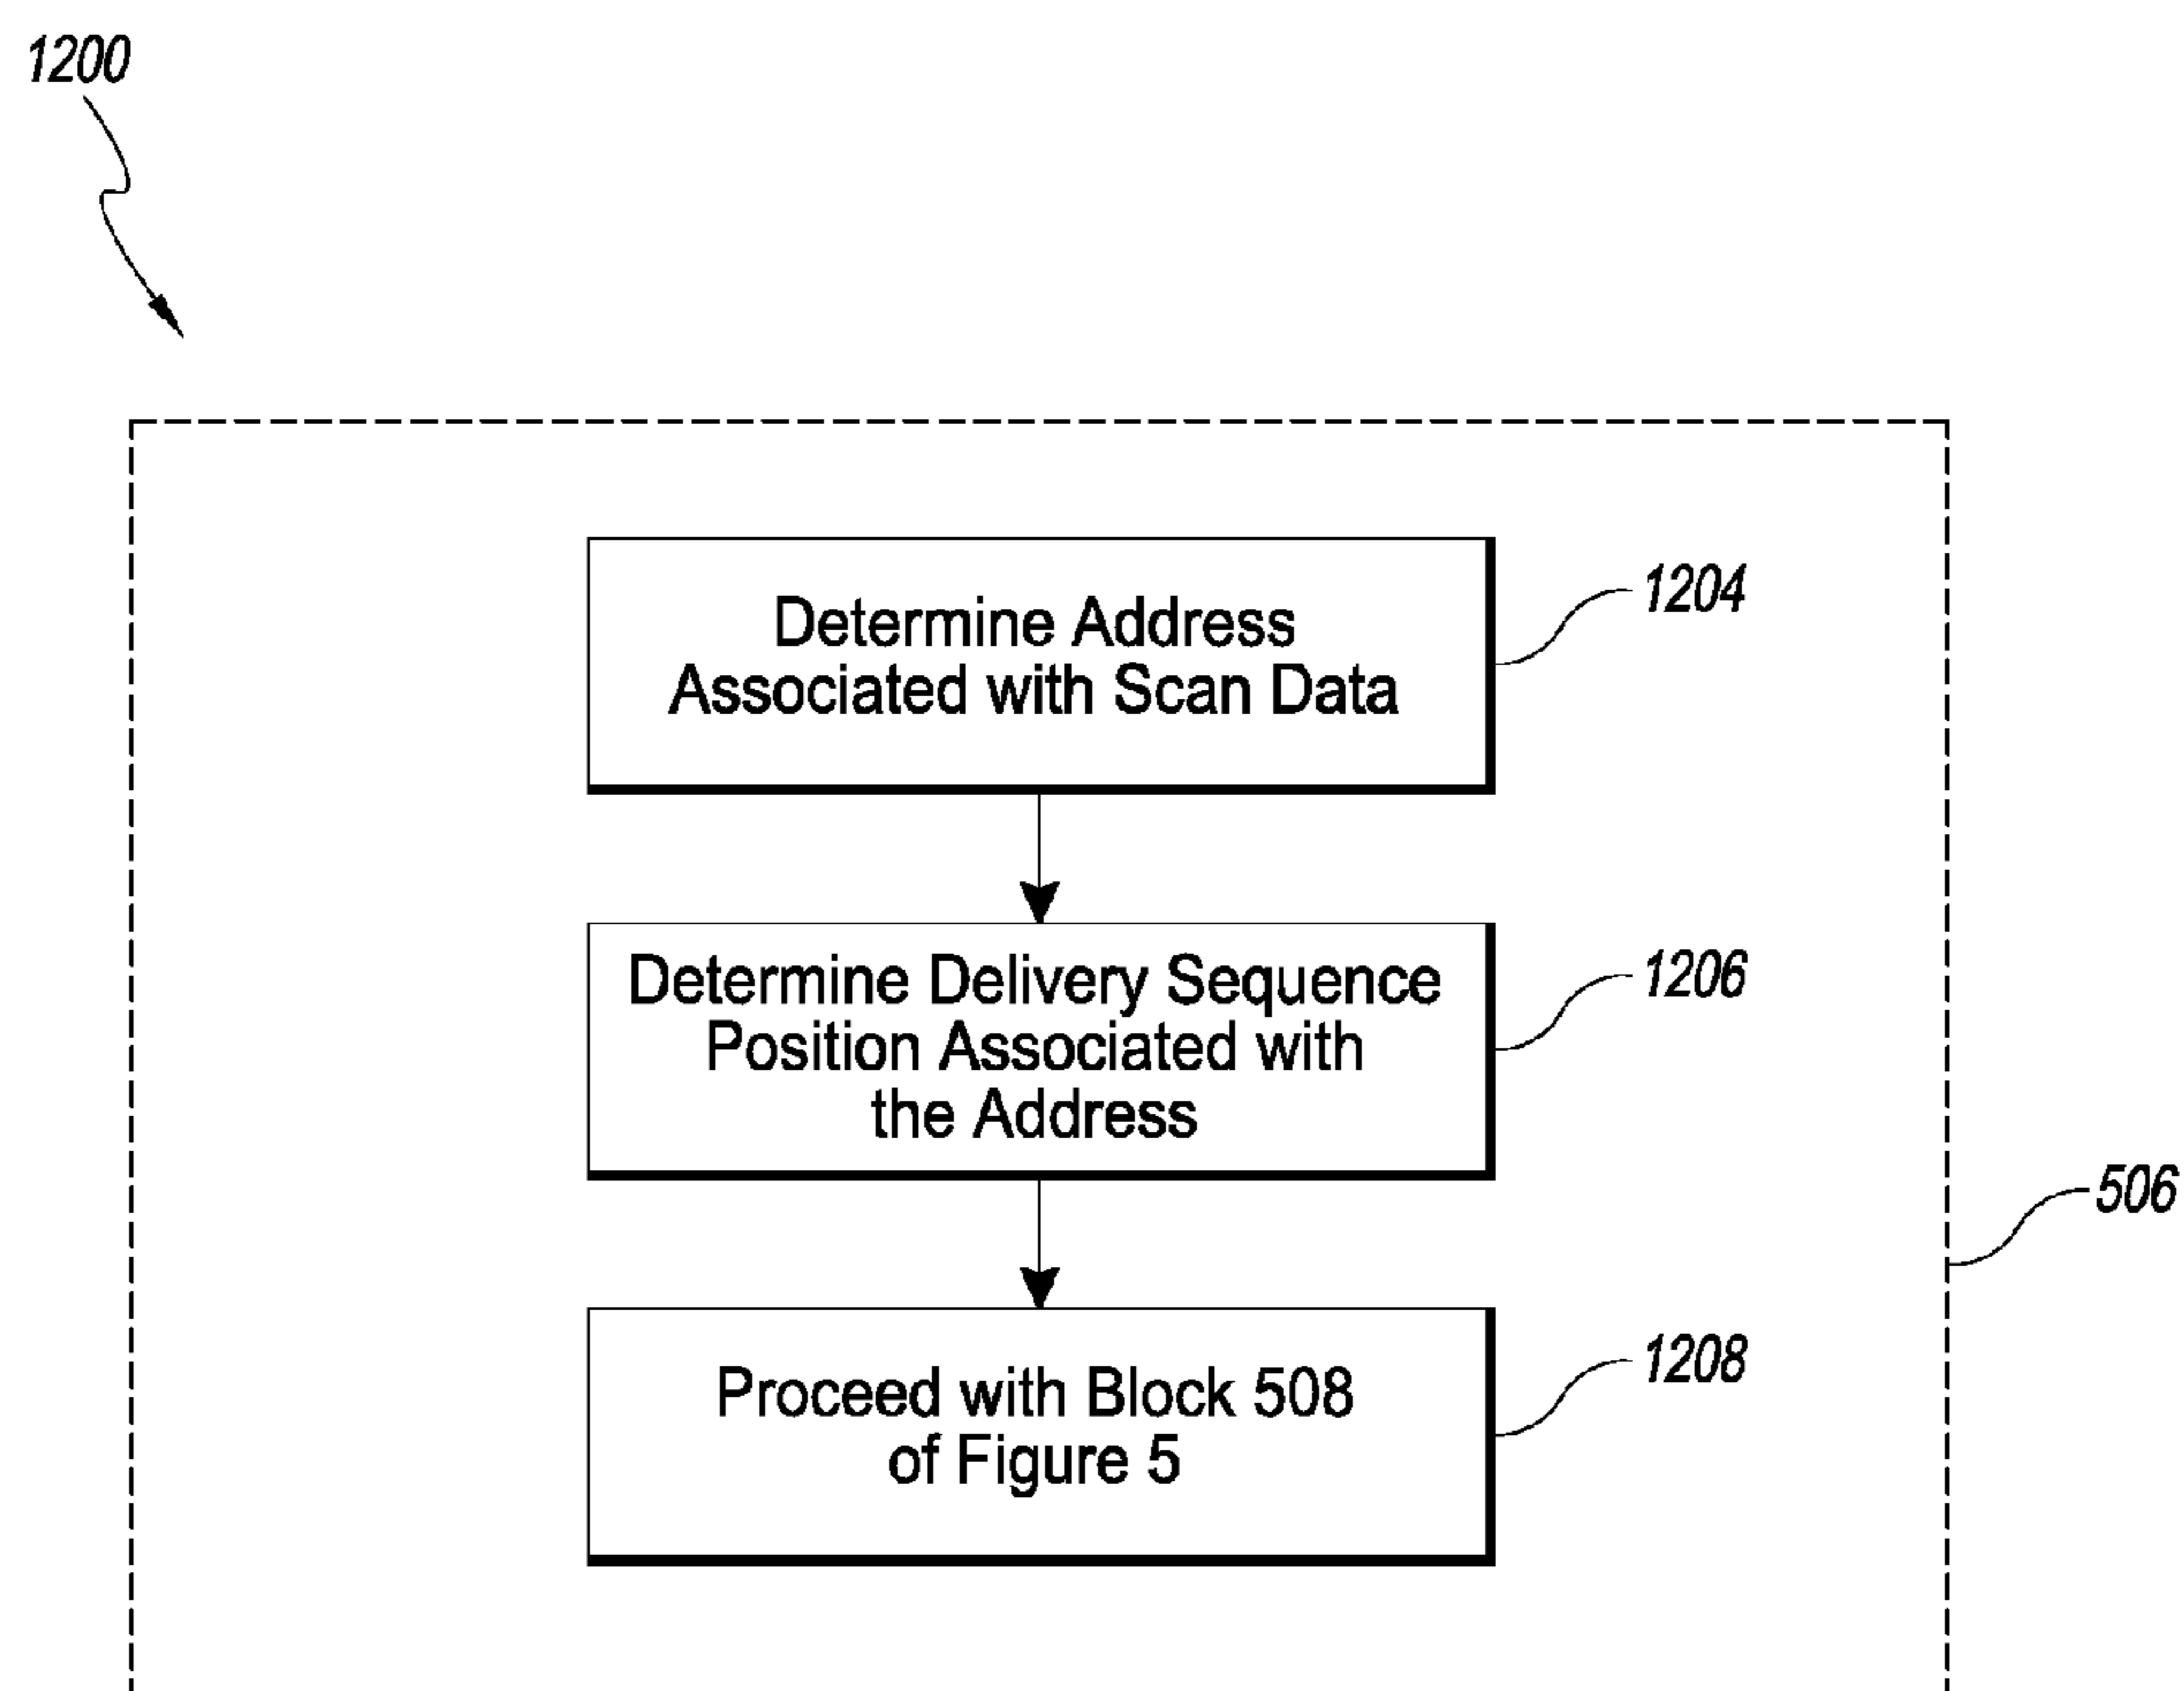 1200
Determine Address
Associated with Scan Data
1204
Determine Delivery Sequence
Position Associated with
the Address
1206
506
Proceed with Block 508
of Figure 5
1208